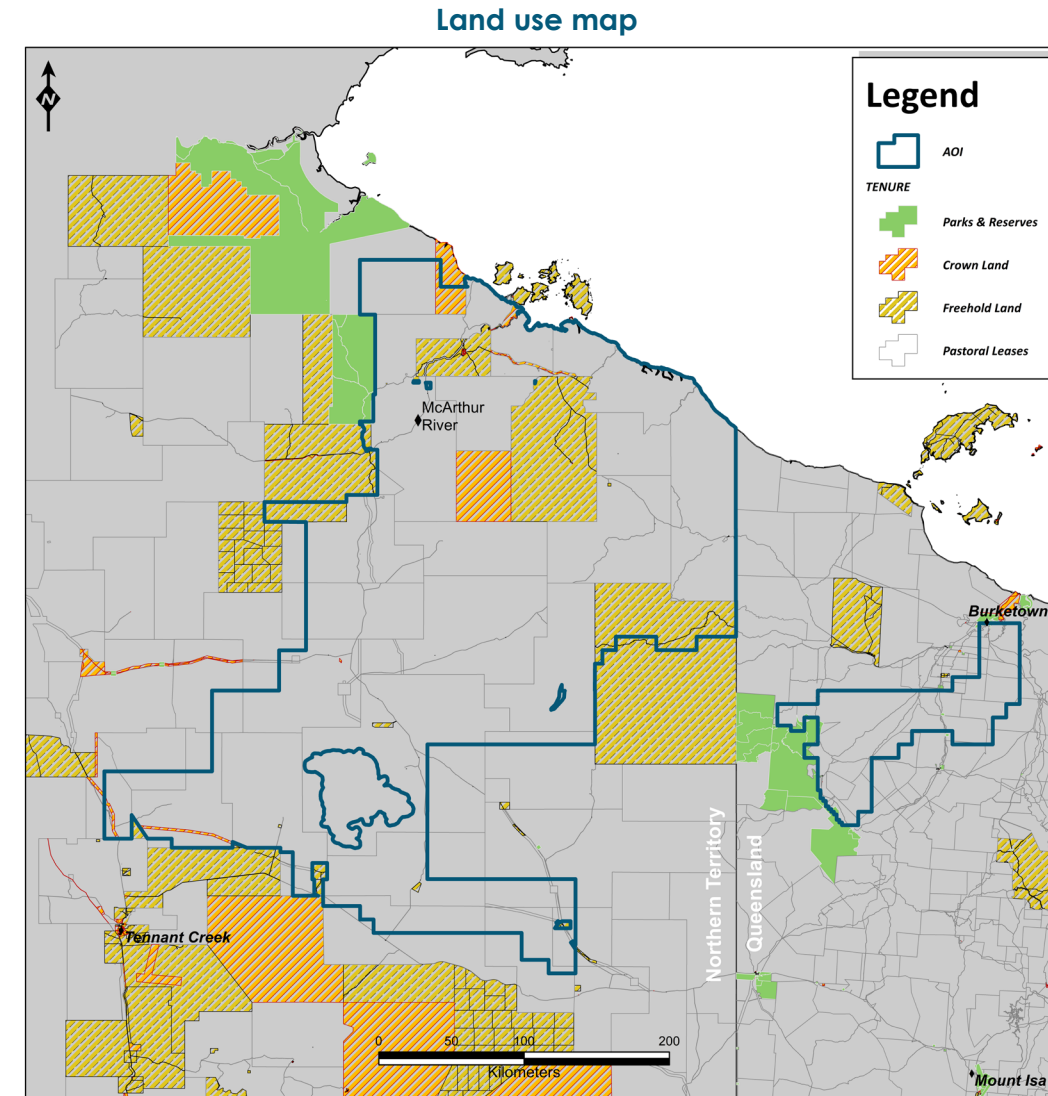 Land use map
N
Legend
AOI
TENURE
Parks & Reserves
Crown Land
Freehold Land
Pastoral Leases
McArthur
River
Burketown
Northern Territory
Queensland
Tennant Creek
0 50 100 200
Kilometers
Mount Isa